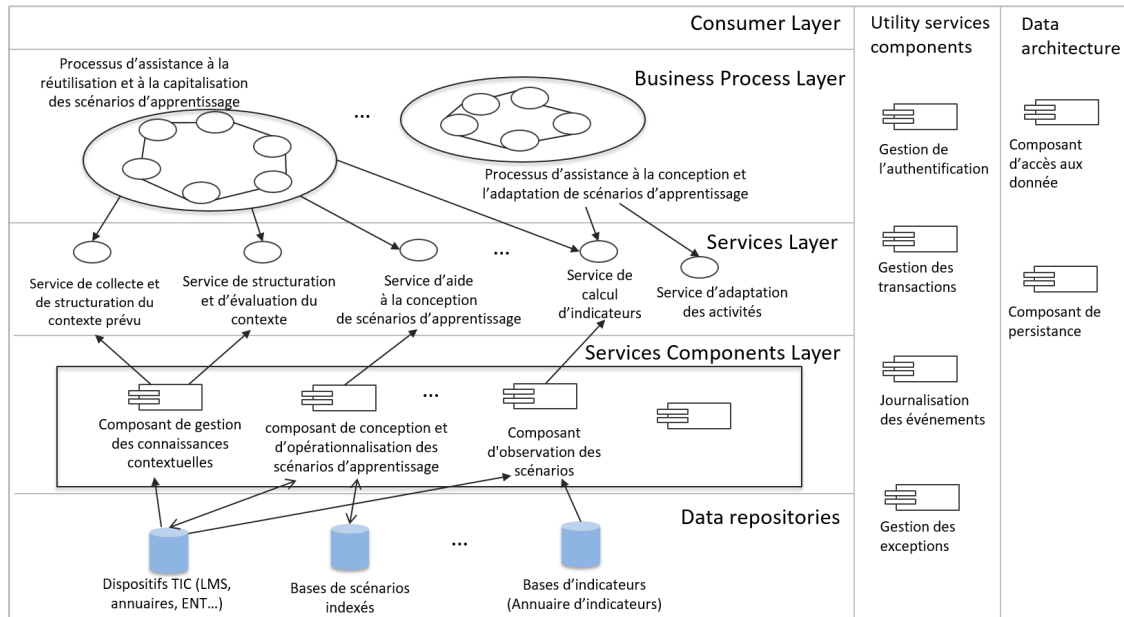 Consumer Layer
Utility services
components
Data
architecture
Processus d'assistance à la
réutilisation et à la capitalisation
des scénarios d'apprentissage
...
Business Process Layer
Processus d'assistance à la conception et
l'adaptation de scénarios d'apprentissage
Services Layer
...
Service de collecte et
de structuration du
contexte prévu
Service de structuration
et d'évaluation du
contexte
Service d'aide
à la conception
de scénarios d'apprentissage
Service de
calcul
d'indicateurs
Service d'adaptation
des activités
Services Components Layer
...
Composant de gestion
des connaissances
contextuelles
composant de conception et
d'opérationnalisation des
scénarios d'apprentissage
Composant
d'observation des
scénarios
Data repositories
...
Dispositifs TIC (LMS,
annuaires, ENT...)
Bases de scénarios
indexés
Bases d'indicateurs
(Annuaire d'indicateurs)
Gestion de
l'authentification
Gestion des
transactions
Journalisation
des événements
Gestion des
exceptions
Composant
d'accès aux
donnée
Composant de
persistance